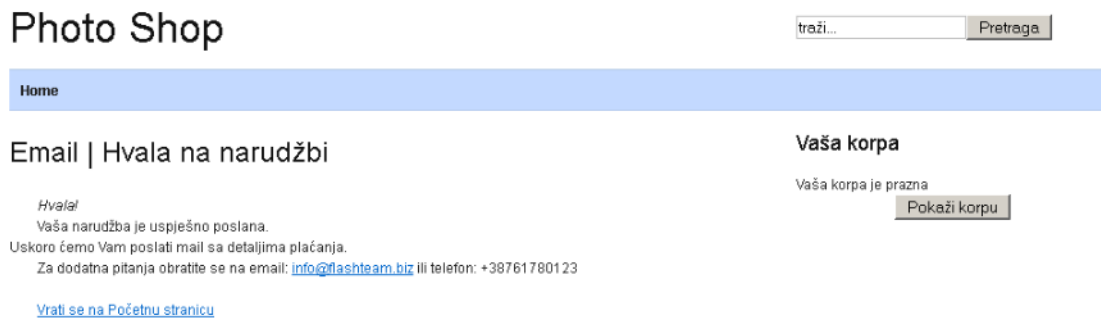 Photo Shop
traži...
Pretraga
Home
Email | Hvala na narudžbi
Hvala!
Vaša narudžba je uspješno poslana.
Uskoro ćemo Vam poslati mail sa detaljima plaćanja.
Za dodatna pitanja obratite se na email: info@flashteam.biz ili telefon: +38761780123
Vrati se na Početnu stranicu
Vaša korpa
Vaša korpa je prazna
Pokaži korpu